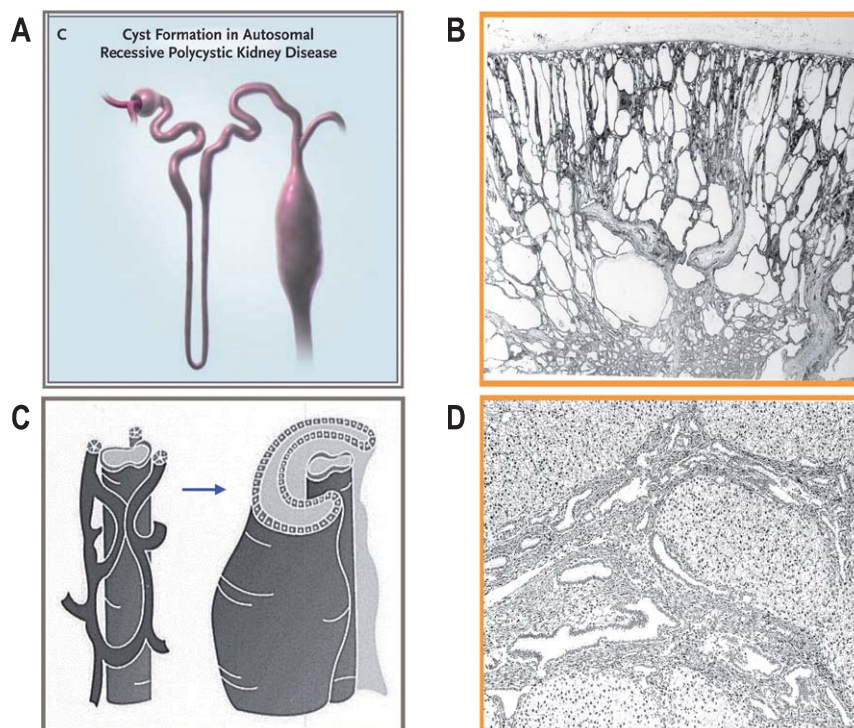 A
C
Cyst Formation in Autosomal
Recessive Polycystic Kidney Disease
B
C
D